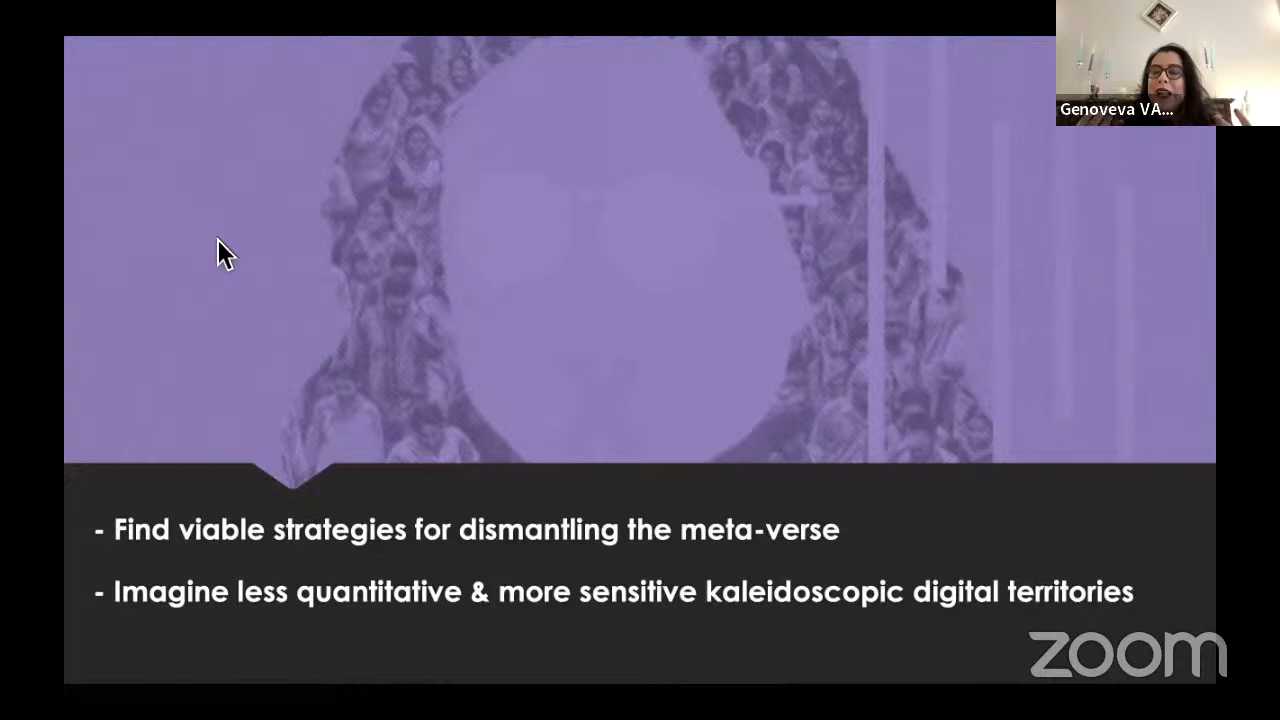 Genoveva VA...
- Find viable strategies for dismantling the meta-verse
- Imagine less quantitative & more sensitive kaleidoscopic digital territories
zoom